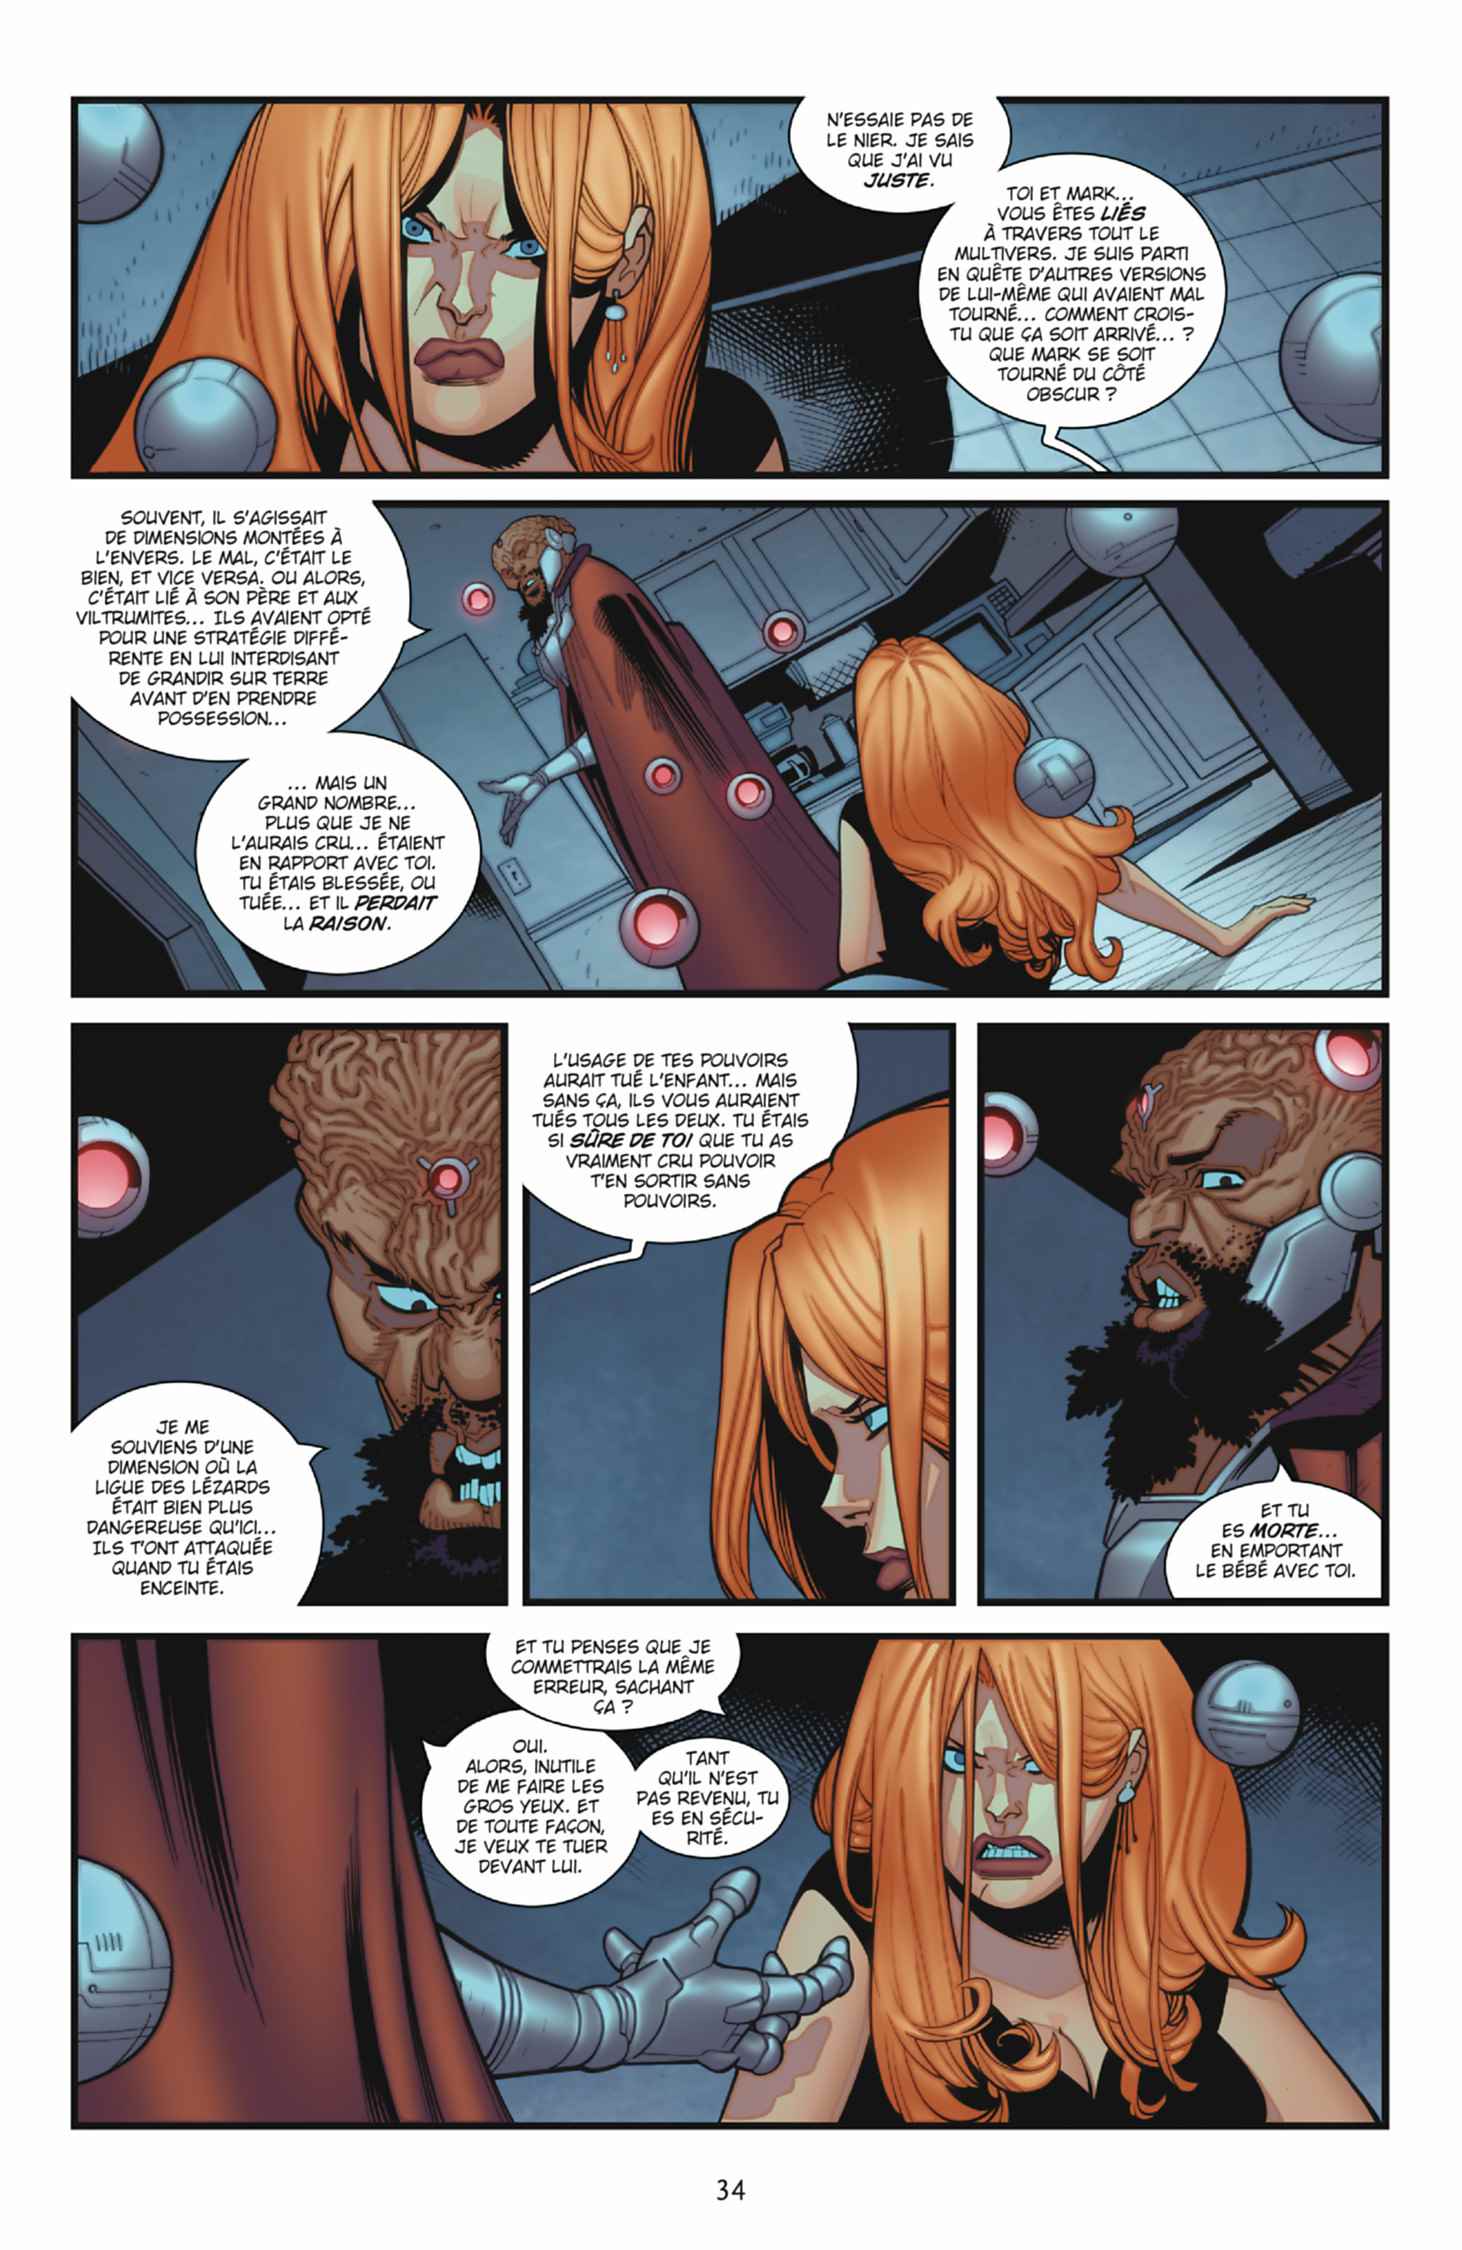 N'ESSAIE PAS DE
LE NIER. JE SAIS
QUE J'AI VU
JUSTE.
TOI ET MARK...
VOUS ÊTES LIÉS
À TRAVERS TOUT LE
MULTIVERS. JE SUIS PARTI
EN QUÊTE D'AUTRES VERSIONS
DE LUI-MÊME QUI AVAIENT MAL
TOURNÉ... COMMENT CROIS-
TU QUE ÇA SOIT ARRIVÉ... ?
QUE MARK SE SOIT
TOURNÉ DU CÔTÉ
OBSCUR ?
SOUVENT, IL S'AGISSAIT
DE DIMENSIONS MONTÉES À
L'ENVERS. LE MAL, C'ÉTAIT LE
BIEN, ET VICE VERSA. OU ALORS,
C'ÉTAIT LIÉ À SON PÈRE ET AUX
VILTRUMITES... ILS AVAIENT OPTÉ
POUR UNE STRATÉGIE DIFFÉ-
RENTE EN LUI INTERDISANT
DE GRANDIR SUR TERRE
AVANT D'EN PRENDRE
POSSESSION...
... MAIS UN
GRAND NOMBRE...
PLUS QUE JE NE
L'AURAIS CRU... ÉTAIENT
EN RAPPORT AVEC TOI.
TU ÉTAIS BLESSÉE, OU
TUÉE... ET IL PERDAIT
LA RAISON.
JE ME
SOUVIENS D'UNE
DIMENSION OÙ LA
LIGUE DES LÉZARDS
ÉTAIT BIEN PLUS
DANGEREUSE QU'ICI...
ILS T'ONT ATTAQUÉE
QUAND TU ÉTAIS
ENCEINTE.
L'USAGE DE TES POUVOIRS
AURAIT TUÉ L'ENFANT... MAIS
SANS ÇA, ILS VOUS AURAIENT
TUÉS TOUS LES DEUX. TU ÉTAIS
SI SÛRE DE TOI QUE TU AS
VRAIMENT CRU POUVOIR
T'EN SORTIR SANS
POUVOIRS.
ET TU
ES MORTE...
EN EMPORTANT
LE BÉBÉ AVEC TOI.
ET TU PENSES QUE JE
COMMETTRAIS LA MÊME
ERREUR, SACHANT
ÇA ?
OUI.
ALORS, INUTILE
DE ME FAIRE LES
GROS YEUX. ET
DE TOUTE FAÇON,
JE VEUX TE TUER
DEVANT LUI.
TANT
QU'IL N'EST
PAS REVENU, TU
ES EN SÉCU-
RITÉ.
34